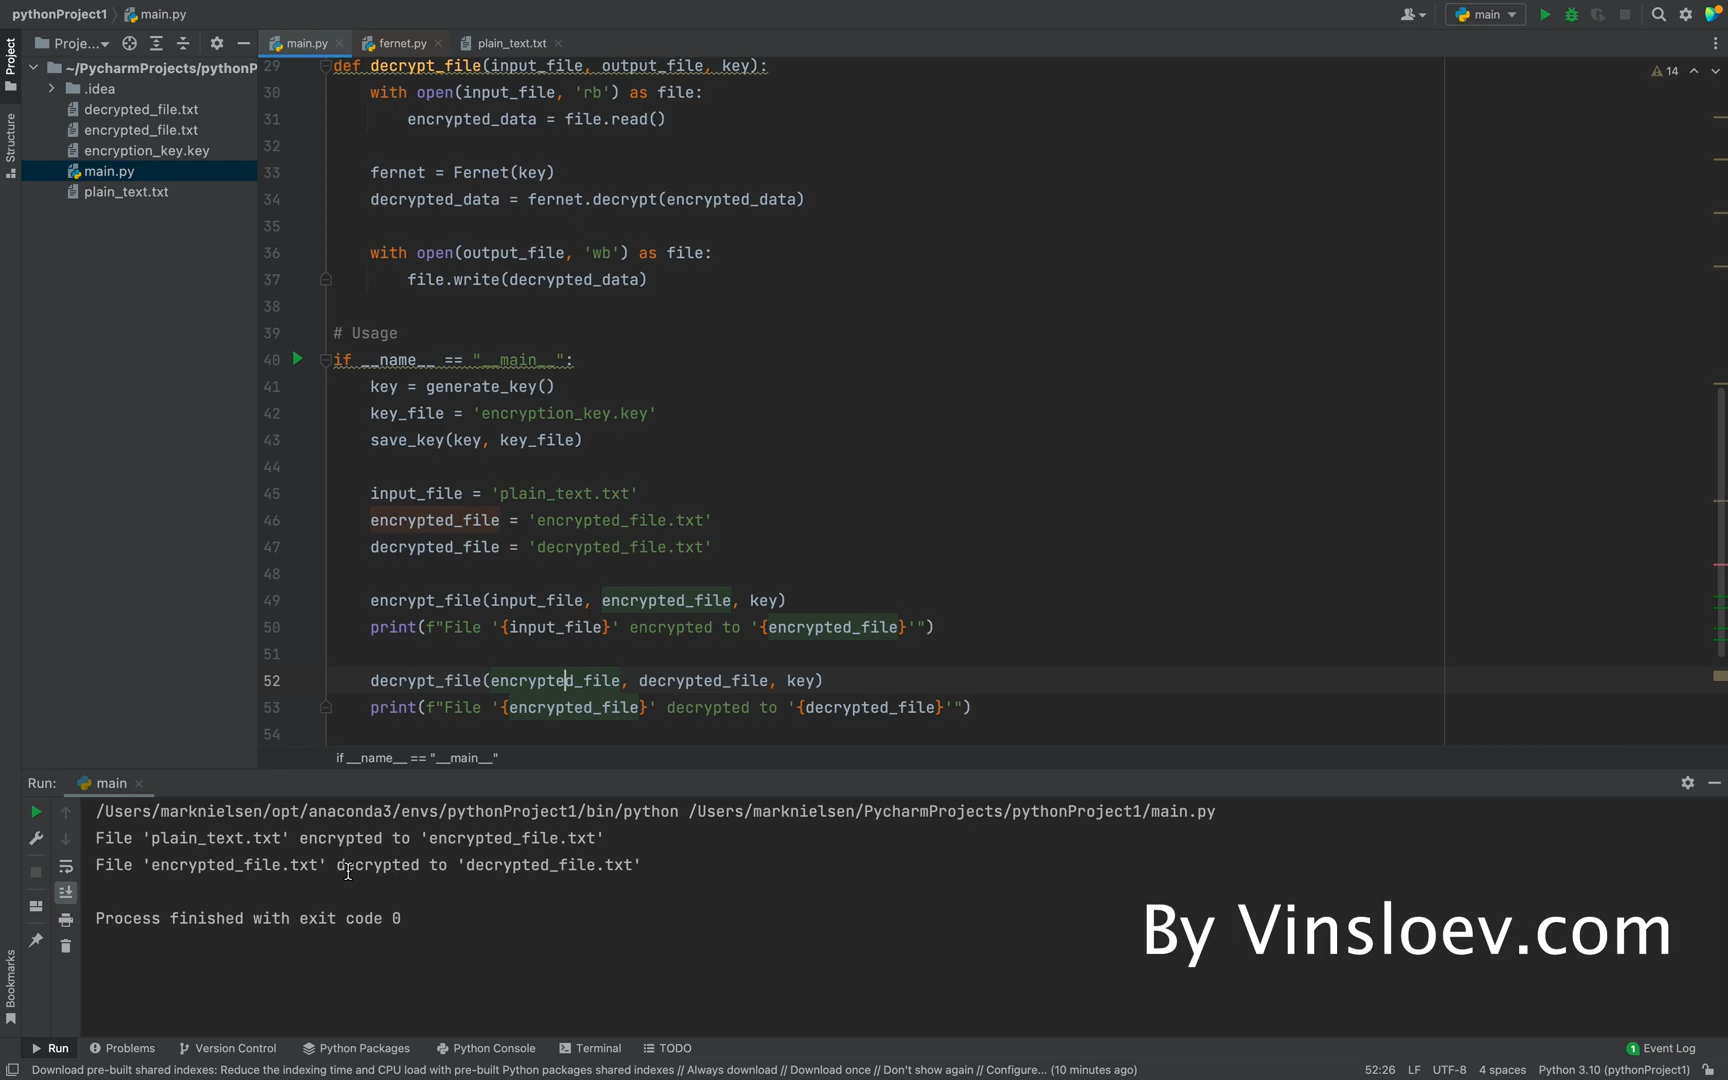 pythonProject1 main.py
main
Proje...
main.py
fernet.py
plain_text.txt
Project
Structure
Bookmarks
~/PycharmProjects/pythonP
.idea
decrypted_file.txt
encrypted_file.txt
encryption_key.key
main.py
plain_text.txt
14
29 def decrypt_file(input_file, output_file, key):
30 with open(input_file, 'rb') as file:
31 encrypted_data = file.read()
32
33 fernet = Fernet(key)
34 decrypted_data = fernet.decrypt(encrypted_data)
35
36 with open(output_file, 'wb') as file:
37 file.write(decrypted_data)
38
39 # Usage
40 if __name__ == "__main__":
41 key = generate_key()
42 key_file = 'encryption_key.key'
43 save_key(key, key_file)
44
45 input_file = 'plain_text.txt'
46 encrypted_file = 'encrypted_file.txt'
47 decrypted_file = 'decrypted_file.txt'
48
49 encrypt_file(input_file, encrypted_file, key)
50 print(f"File '{input_file}' encrypted to '{encrypted_file}'")
51
52 decrypt_file(encrypted_file, decrypted_file, key)
53 print(f"File '{encrypted_file}' decrypted to '{decrypted_file}'")
54
if __name__ == "__main__"
Run: main
/Users/marknielsen/opt/anaconda3/envs/pythonProject1/bin/python /Users/marknielsen/PycharmProjects/pythonProject1/main.py
File 'plain_text.txt' encrypted to 'encrypted_file.txt'
File 'encrypted_file.txt' decrypted to 'decrypted_file.txt'
Process finished with exit code 0
By Vinsloev.com
Run Problems Version Control Python Packages Python Console Terminal TODO
1 Event Log
Download pre-built shared indexes: Reduce the indexing time and CPU load with pre-built Python packages shared indexes // Always download // Download once // Don't show again // Configure... (10 minutes ago)
52:26 LF UTF-8 4 spaces Python 3.10 (pythonProject1)